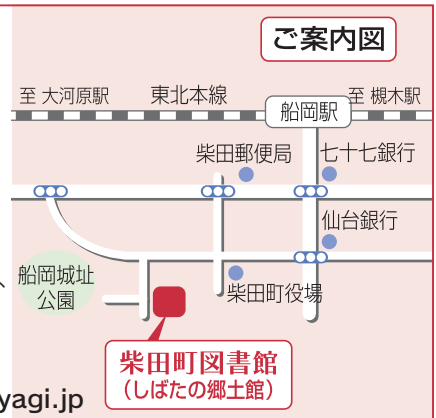 ご案内図
至 大河原駅
東北本線
船岡駅
至 槻木駅
柴田郵便局
七十七銀行
仙台銀行
船岡城址
公園
、
柴田町役場
柴田町図書館
（しばたの郷土館）
yagi.jp